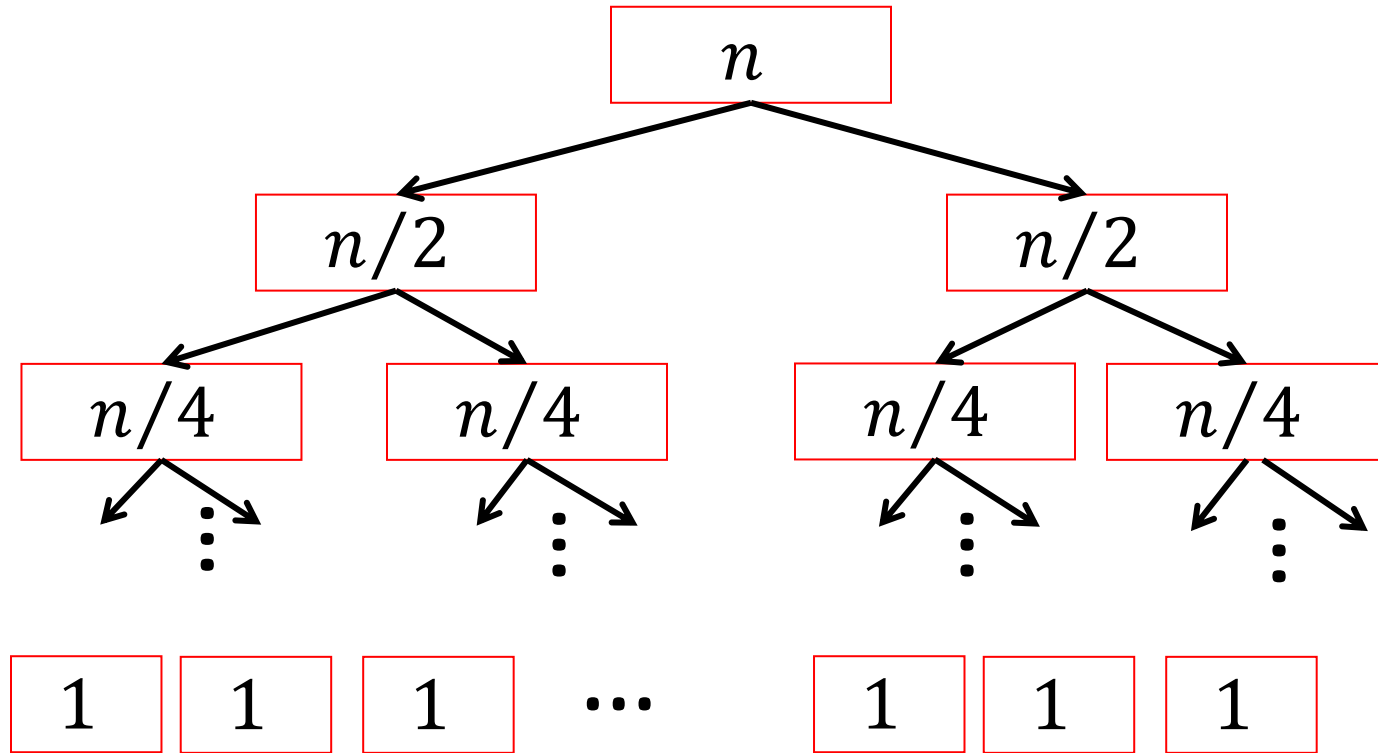 n
n/2 n/2
n/4 n/4 n/4 n/4
⋮ ⋮ ⋮ ⋮
1 1 1 ⋯ 1 1 1